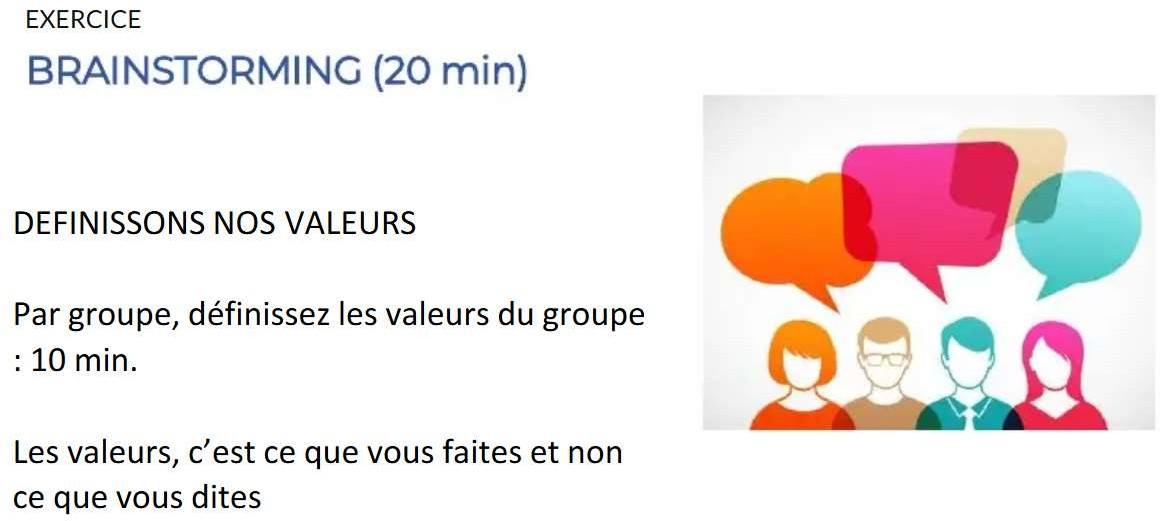 EXERCICE
BRAINSTORMING (20 min)
DEFINISSONS NOS VALEURS
Par groupe, définissez les valeurs du groupe
: 10 min.
Les valeurs, c’est ce que vous faites et non
ce que vous dites